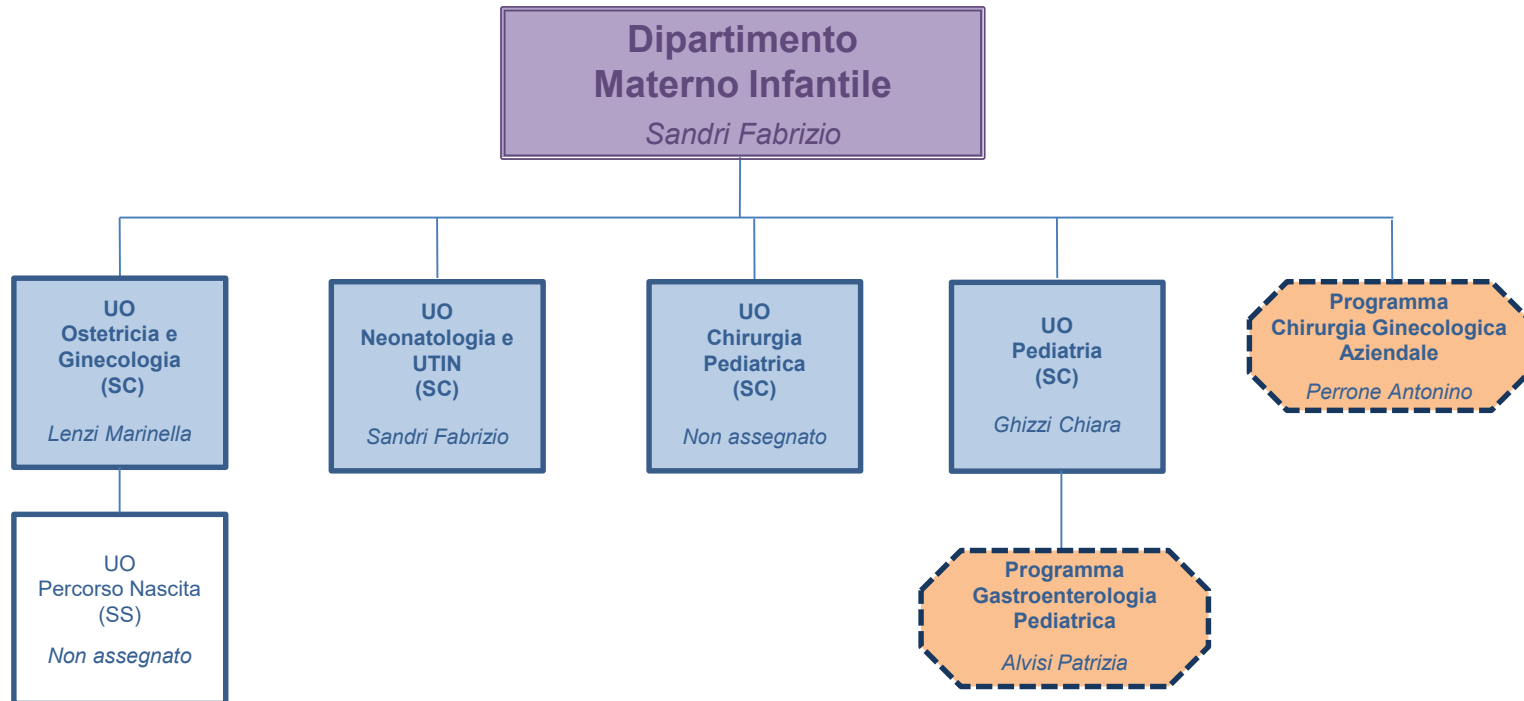 Dipartimento
Materno Infantile
Sandri Fabrizio
UO
Ostetricia e
Ginecologia
(SC)
Lenzi Marinella
UO
Neonatologia e
UTIN
(SC)
Sandri Fabrizio
UO
Chirurgia
Pediatrica
(SC)
Non assegnato
UO
Pediatria
(SC)
Ghizzi Chiara
Programma
Chirurgia Ginecologica
Aziendale
Perrone Antonino
UO
Percorso Nascita
(SS)
Non assegnato
Programma
Gastroenterologia
Pediatrica
Alvisi Patrizia